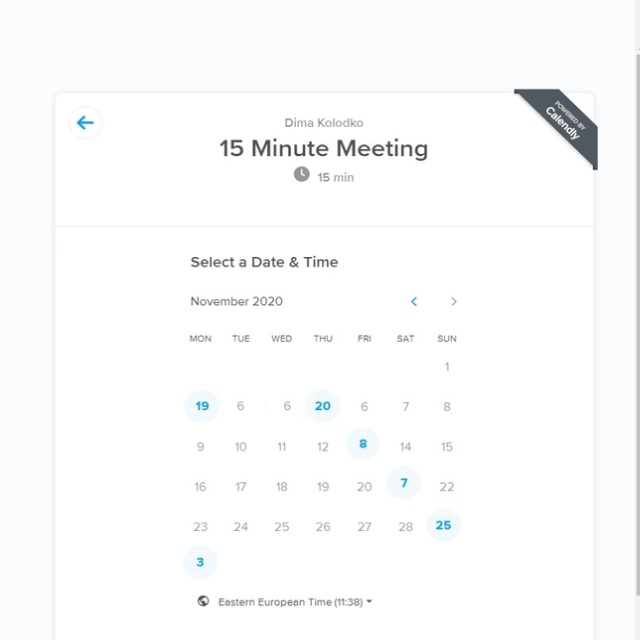 POWERED BY
Calendly
Dima Kolodko
15 Minute Meeting
15 min
Select a Date & Time
November 2020
MON TUE WED THU FRI SAT SUN
1
19 6 6 20 6 7 8
9 10 11 12 8 14 15
16 17 18 19 20 7 22
23 24 25 26 27 28 25
3
Eastern European Time (11:38)